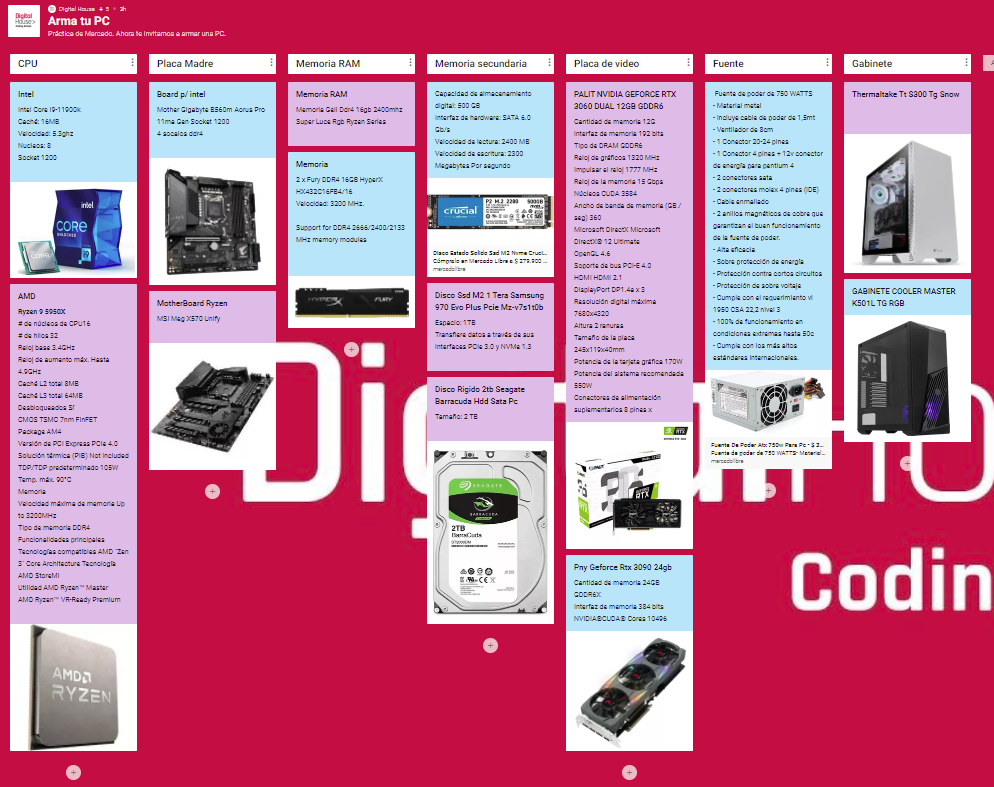 Digital House + 5 • 3h
Arma tu PC
Práctica de Mercado. Ahora te invitamos a armar una PC.
Digital
House>
CPU
Intel
Intel Core i9-11900k
Caché: 16MB
Velocidad: 5.3ghz
Nucleos: 8
Socket 1200
intel
CORE
UNLOCKED
i9
CORE
AMD
Ryzen 9 5950X
# de núcleos de CPU16
# de hilos 32
Reloj base 3.4GHz
Reloj de aumento máx. Hasta
4.9GHz
Caché L2 total 8MB
Caché L3 total 64MB
Desbloqueados Sí
CMOS TSMC 7nm FinFET
Package AM4
Versión de PCI Express PCIe 4.0
Solución térmica (PIB) Not included
TDP/TDP predeterminado 105W
Temp. máx. 90°C
Memoria
Velocidad máxima de memoria Up
to 3200MHz
Tipo de memoria DDR4
Funcionalidades principales
Tecnologías compatibles AMD "Zen
3" Core Architecture Tecnología
AMD StoreMI
Utilidad AMD Ryzen™ Master
AMD Ryzen™ VR-Ready Premium
AMD
RYZEN
Placa Madre
Board p/ intel
Mother Gigabyte B560m Aorus Pro
11ma Gen Socket 1200
4 socalos ddr4
MotherBoard Ryzen
MSI Meg X570 Unify
Memoria RAM
Memoria RAM
Memoria Geil Ddr4 16gb 2400mhz
Super Luce Rgb Ryzen Series
Memoria
2 x Fury DDR4 16GB HyperX
HX432C16FB4/16
Velocidad: 3200 MHz.
Support for DDR4 2666/2400/2133
MHz memory modules
HYPERX
FURY
Memoria secundaria
Capacidad de almacenamiento
digital: 500 GB
Interfaz de hardware: SATA 6.0
Gb/s
Velocidad de lectura: 2400 MB
Velocidad de escritura: 2300
Megabytes Por segundo
crucial
P2 M.2 2280 500GB
Disco Estado Solido Ssd M2 Nvme Cruci...
Cómpralo en Mercado Libre a $ 279.900 ...
mercadolibre
Disco Ssd M2 1 Tera Samsung
970 Evo Plus Pcie Mz-v7s1t0b
Espacio: 1TB
Transfiere datos a través de sus
interfaces PCIe 3.0 y NVMe 1.3
Disco Rigido 2tb Seagate
Barracuda Hdd Sata Pc
Tamaño: 2 TB
SEAGATE
BARRACUDA
2TB
BarraCuda
Placa de video
PALIT NVIDIA GEFORCE RTX
3060 DUAL 12GB GDDR6
Cantidad de memoria 12G
Interfaz de memoria 192 bits
Tipo de DRAM GDDR6
Reloj de gráficos 1320 MHz
Impulsar el reloj 1777 MHz
Reloj de la memoria 15 Gbps
Núcleos CUDA 3584
Ancho de banda de memoria (GB /
seg) 360
Microsoft DirectX Microsoft
DirectX® 12 Ultimate
OpenGL 4.6
Soporte de bus PCI-E 4.0
HDMI HDMI 2.1
DisplayPort DP1.4a x 3
Resolución digital máxima
7680x4320
Altura 2 ranuras
Tamaño de la placa
245x119x40mm
Potencia de la tarjeta gráfica 170W
Potencia del sistema recomendada
550W
Conectores de alimentación
suplementarios 8 pines x
RTX
RTX
Pny Geforce Rtx 3090 24gb
Cantidad de memoria 24GB
GDDR6X
Interfaz de memoria 384 bits
NVIDIA®CUDA® Cores 10496
Fuente
Fuente de poder de 750 WATTS
- Material metal
- Incluye cable de poder de 1,5mt
- Ventilador de 8cm
- 1 Conector 20-24 pines
- 1 Conector 4 pines + 12v conector
de energía para pentium 4
- 2 conectores sata
- 2 conectores molex 4 pines (IDE)
- Cable enmallado
- 2 anillos magnéticos de cobre que
garantizan el buen funcionamiento
de la fuente de poder.
- Alta eficacia
- Sobre protección de energía
- Protección contra cortos circuitos
- Protección de sobre voltaje
- Cumple con el requerimiento vi
1950 CSA 22,2 nivel 3
- 100% de funcionamiento en
condiciones extremas hasta 50c
- Cumple con los más altos
estándares internacionales.
Fuente De Poder Atx 750w Para Pc - $ 3...
Fuente de poder de 750 WATTS- Material...
mercadolibre
Gabinete
Thermaltake Tt S300 Tg Snow
GABINETE COOLER MASTER
K501L TG RGB
Codin